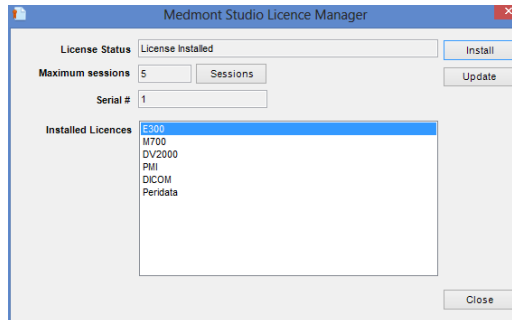 Medmont Studio Licence Manager
License Status License Installed Install
Maximum sessions 5 Sessions Update
Serial # 1
Installed Licences E300
M700
DV2000
PMI
DICOM
Peridata
Close